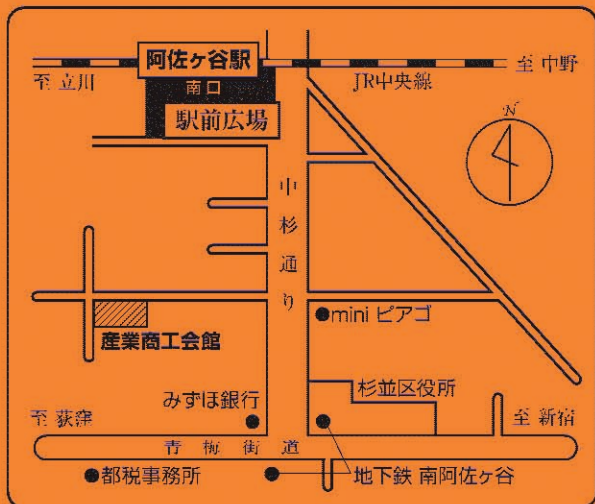 阿佐ヶ谷駅
至 立川
南口
JR中央線
至 中野
駅前広場
N
中杉通り
mini ピアゴ
産業商工会館
みずほ銀行
杉並区役所
至 荻窪
至 新宿
青梅街道
都税事務所
地下鉄 南阿佐ヶ谷